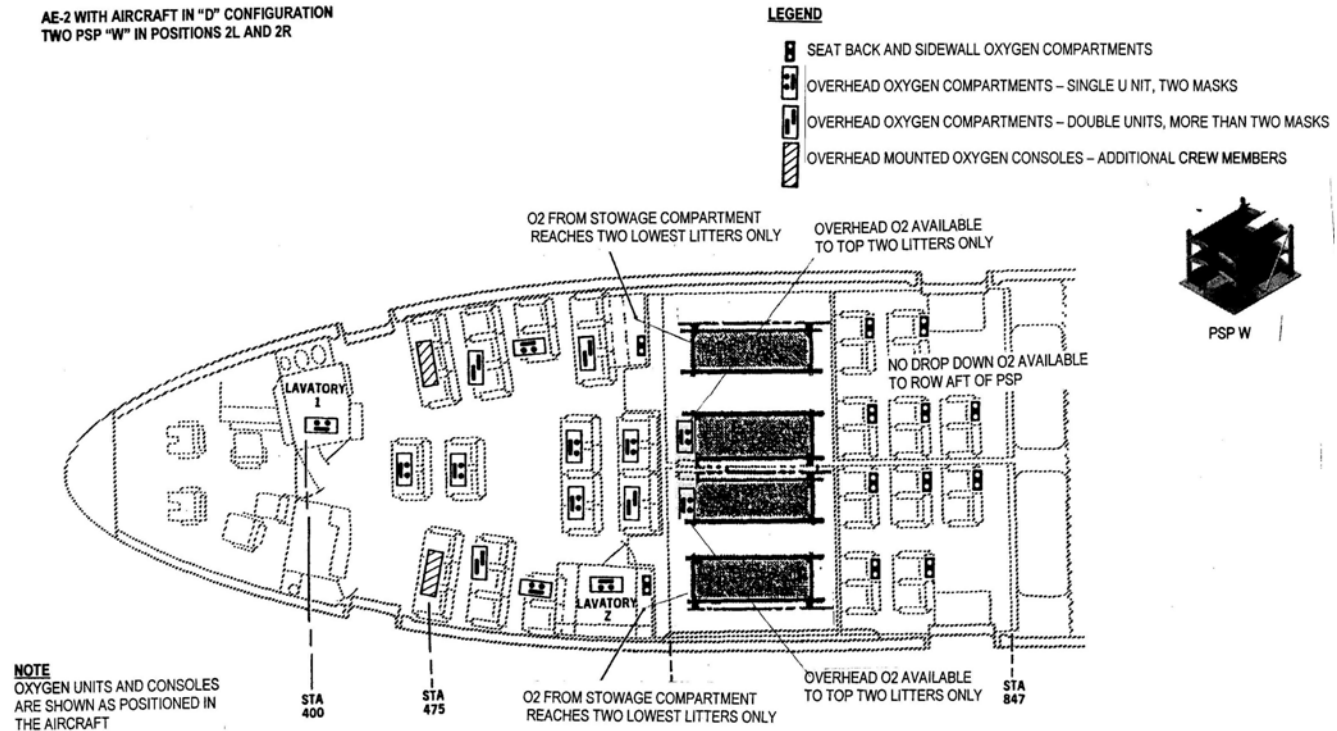 AE-2 WITH AIRCRAFT IN “D” CONFIGURATION
TWO PSP “W” IN POSITIONS 2L AND 2R
LEGEND
SEAT BACK AND SIDEWALL OXYGEN COMPARTMENTS
OVERHEAD OXYGEN COMPARTMENTS – SINGLE U NIT, TWO MASKS
OVERHEAD OXYGEN COMPARTMENTS – DOUBLE UNITS, MORE THAN TWO MASKS
OVERHEAD MOUNTED OXYGEN CONSOLES – ADDITIONAL CREW MEMBERS
O2 FROM STOWAGE COMPARTMENT
REACHES TWO LOWEST LITTERS ONLY
OVERHEAD O2 AVAILABLE
TO TOP TWO LITTERS ONLY
PSP W
NO DROP DOWN O2 AVAILABLE
TO ROW AFT OF PSP
LAVATORY
1
LAVATORY
2
NOTE
OXYGEN UNITS AND CONSOLES
ARE SHOWN AS POSITIONED IN
THE AIRCRAFT
STA
400
STA
475
O2 FROM STOWAGE COMPARTMENT
REACHES TWO LOWEST LITTERS ONLY
OVERHEAD O2 AVAILABLE
TO TOP TWO LITTERS ONLY
STA
847